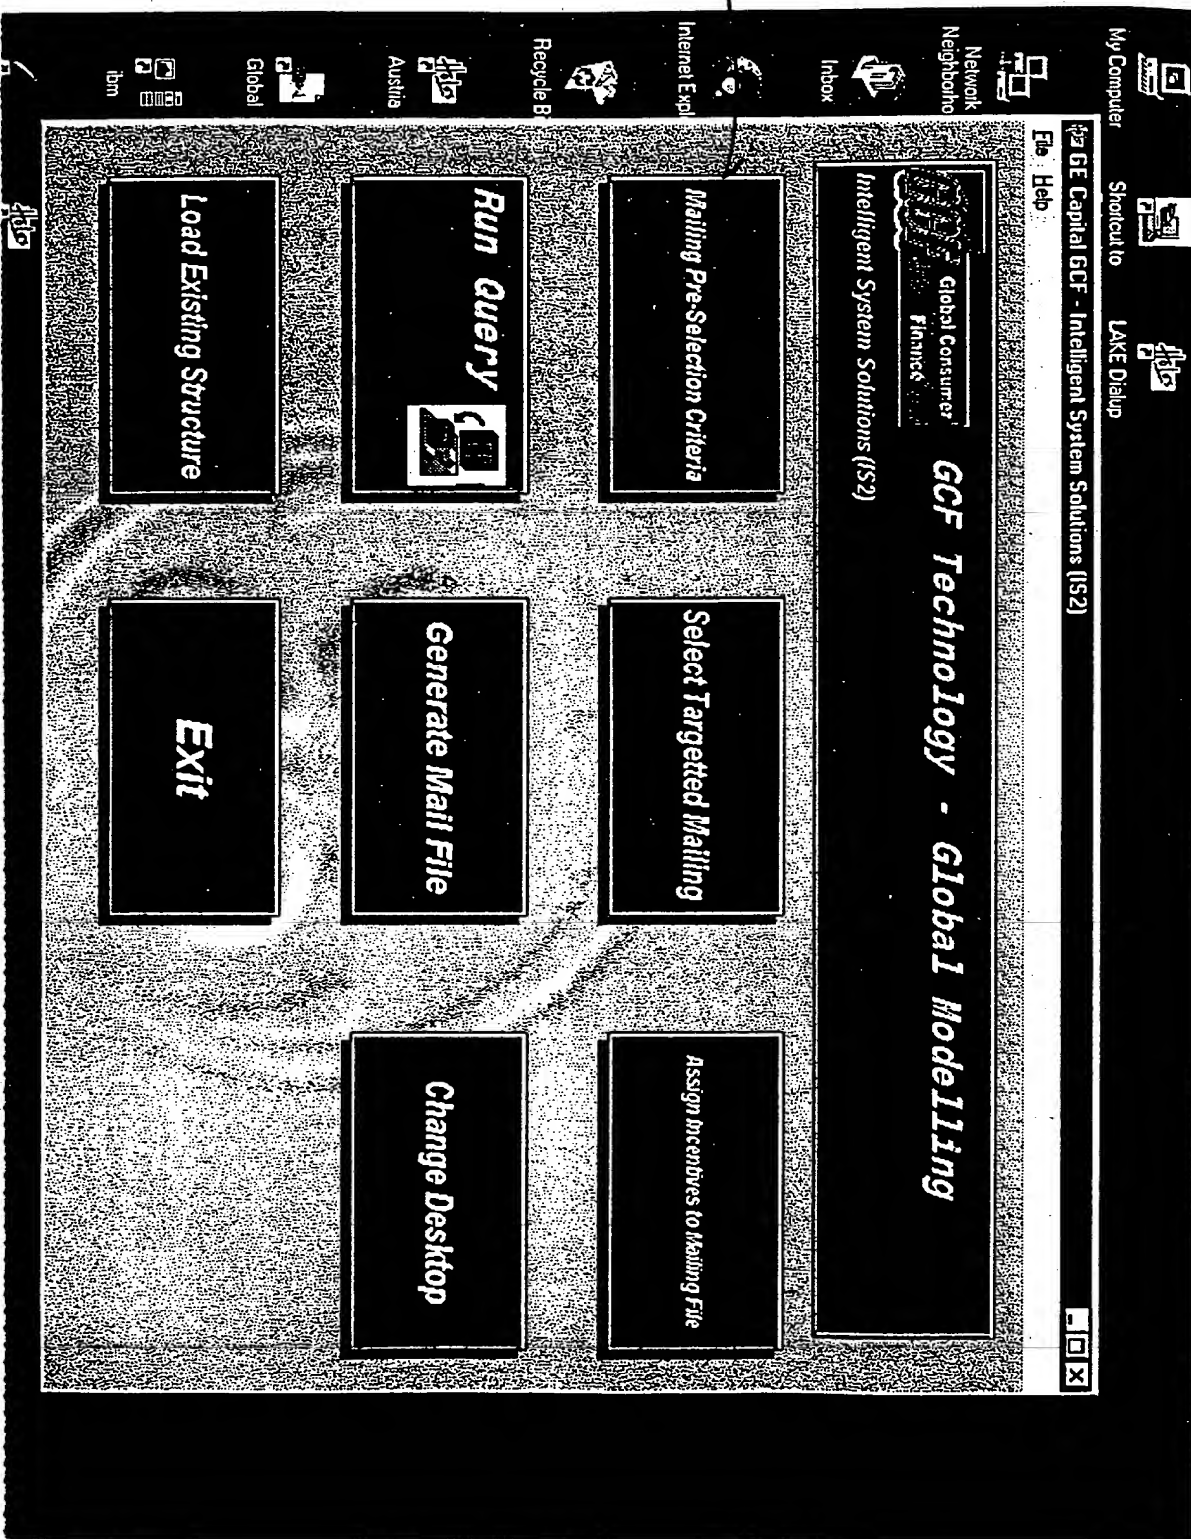 My Computer
Shortcut to
LAKE Dialup
Network
Neighborho
Inbox
Internet Expl
Recycle B
Austria
Global
ibm
GE Capital GCF - Intelligent System Solutions (IS2)
File Help
Global Consumer
Finance
GCF Technology - Global Modelling
Intelligent System Solutions (IS2)
Mailing Pre-Selection Criteria
Select Targetted Mailing
Assign Incentives to Mailing File
Run Query
Generate Mail File
Change Desktop
Load Existing Structure
Exit